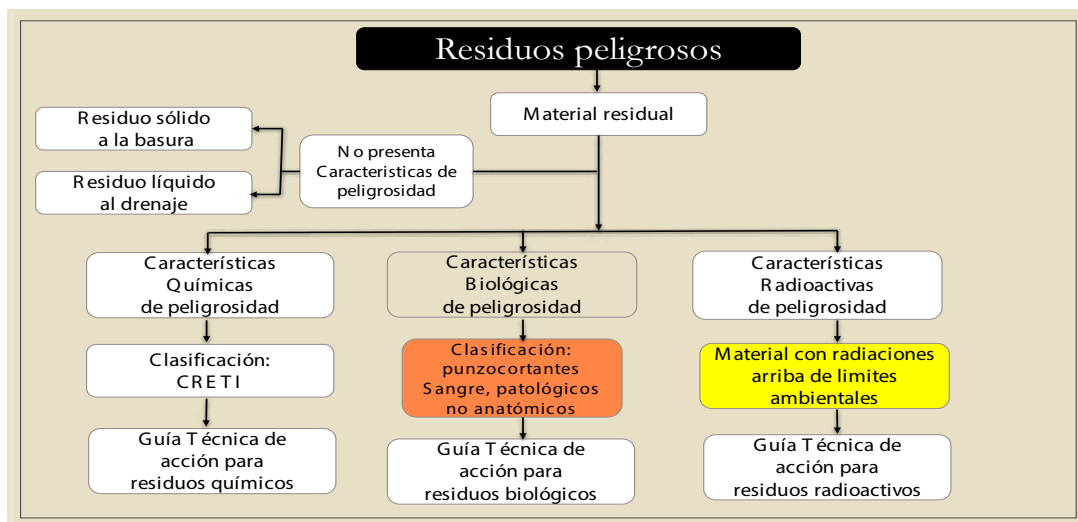 Residuos peligrosos
Material residual
Residuo sólido
a la basura
No presenta
Caracteristicas de
peligrosidad
Residuo líquido
al drenaje
Características
Químicas
de peligrosidad
Características
Biológicas
de peligrosidad
Características
Radioactivas
de peligrosidad
Clasificación:
CRETI
Clasificación:
punzocortantes
Sangre, patológicos
no anatómicos
Material con radiaciones
arriba de limites
ambientales
Guía Técnica de
acción para
residuos químicos
Guía Técnica de
acción para
residuos biológicos
Guía Técnica de
acción para
residuos radioactivos